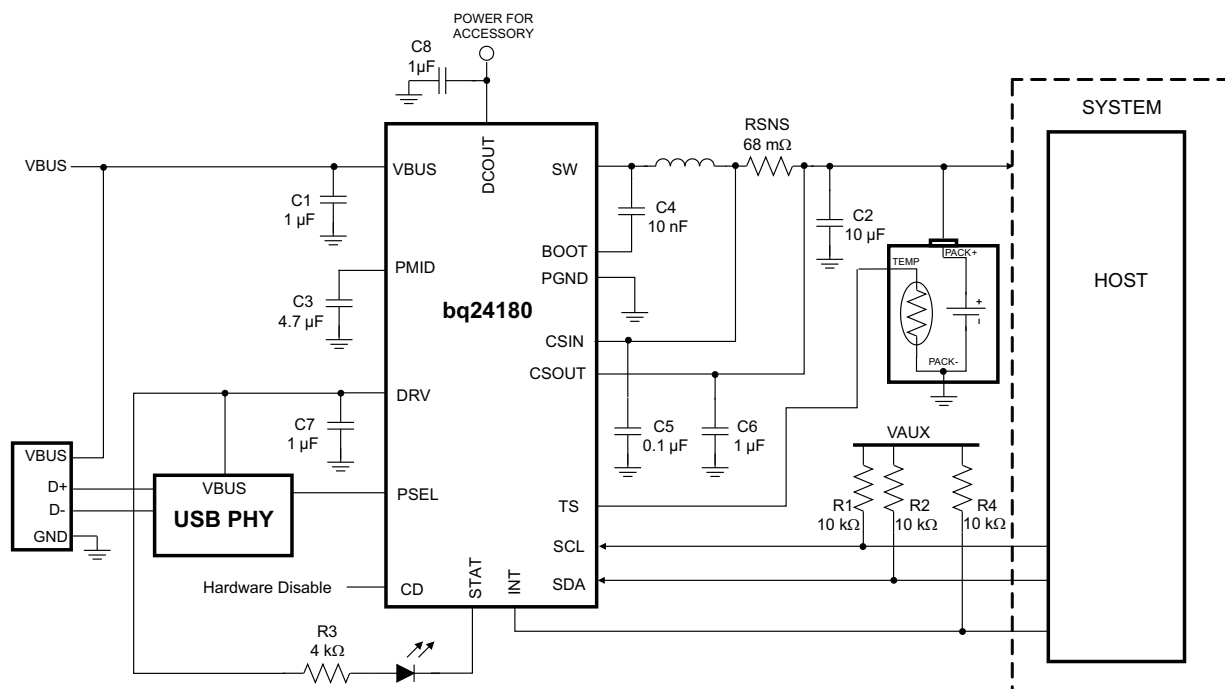 POWER FOR
ACCESSORY
C8
1µF
SYSTEM
RSNS
68 mΩ
VBUS
VBUS
DCOUT
SW
C1
1 µF
C4
10 nF
C2
10 µF
BOOT
PACK+
TEMP
PMID
PGND
HOST
C3
4.7 µF
bq24180
+
-
CSIN
PACK-
CSOUT
DRV
C7
1 µF
C5
0.1 µF
C6
1 µF
VAUX
VBUS
D+
D-
GND
VBUS
USB PHY
PSEL
TS
R1
10 kΩ
R2
10 kΩ
R4
10 kΩ
SCL
Hardware Disable
CD
STAT
INT
SDA
R3
4 kΩ